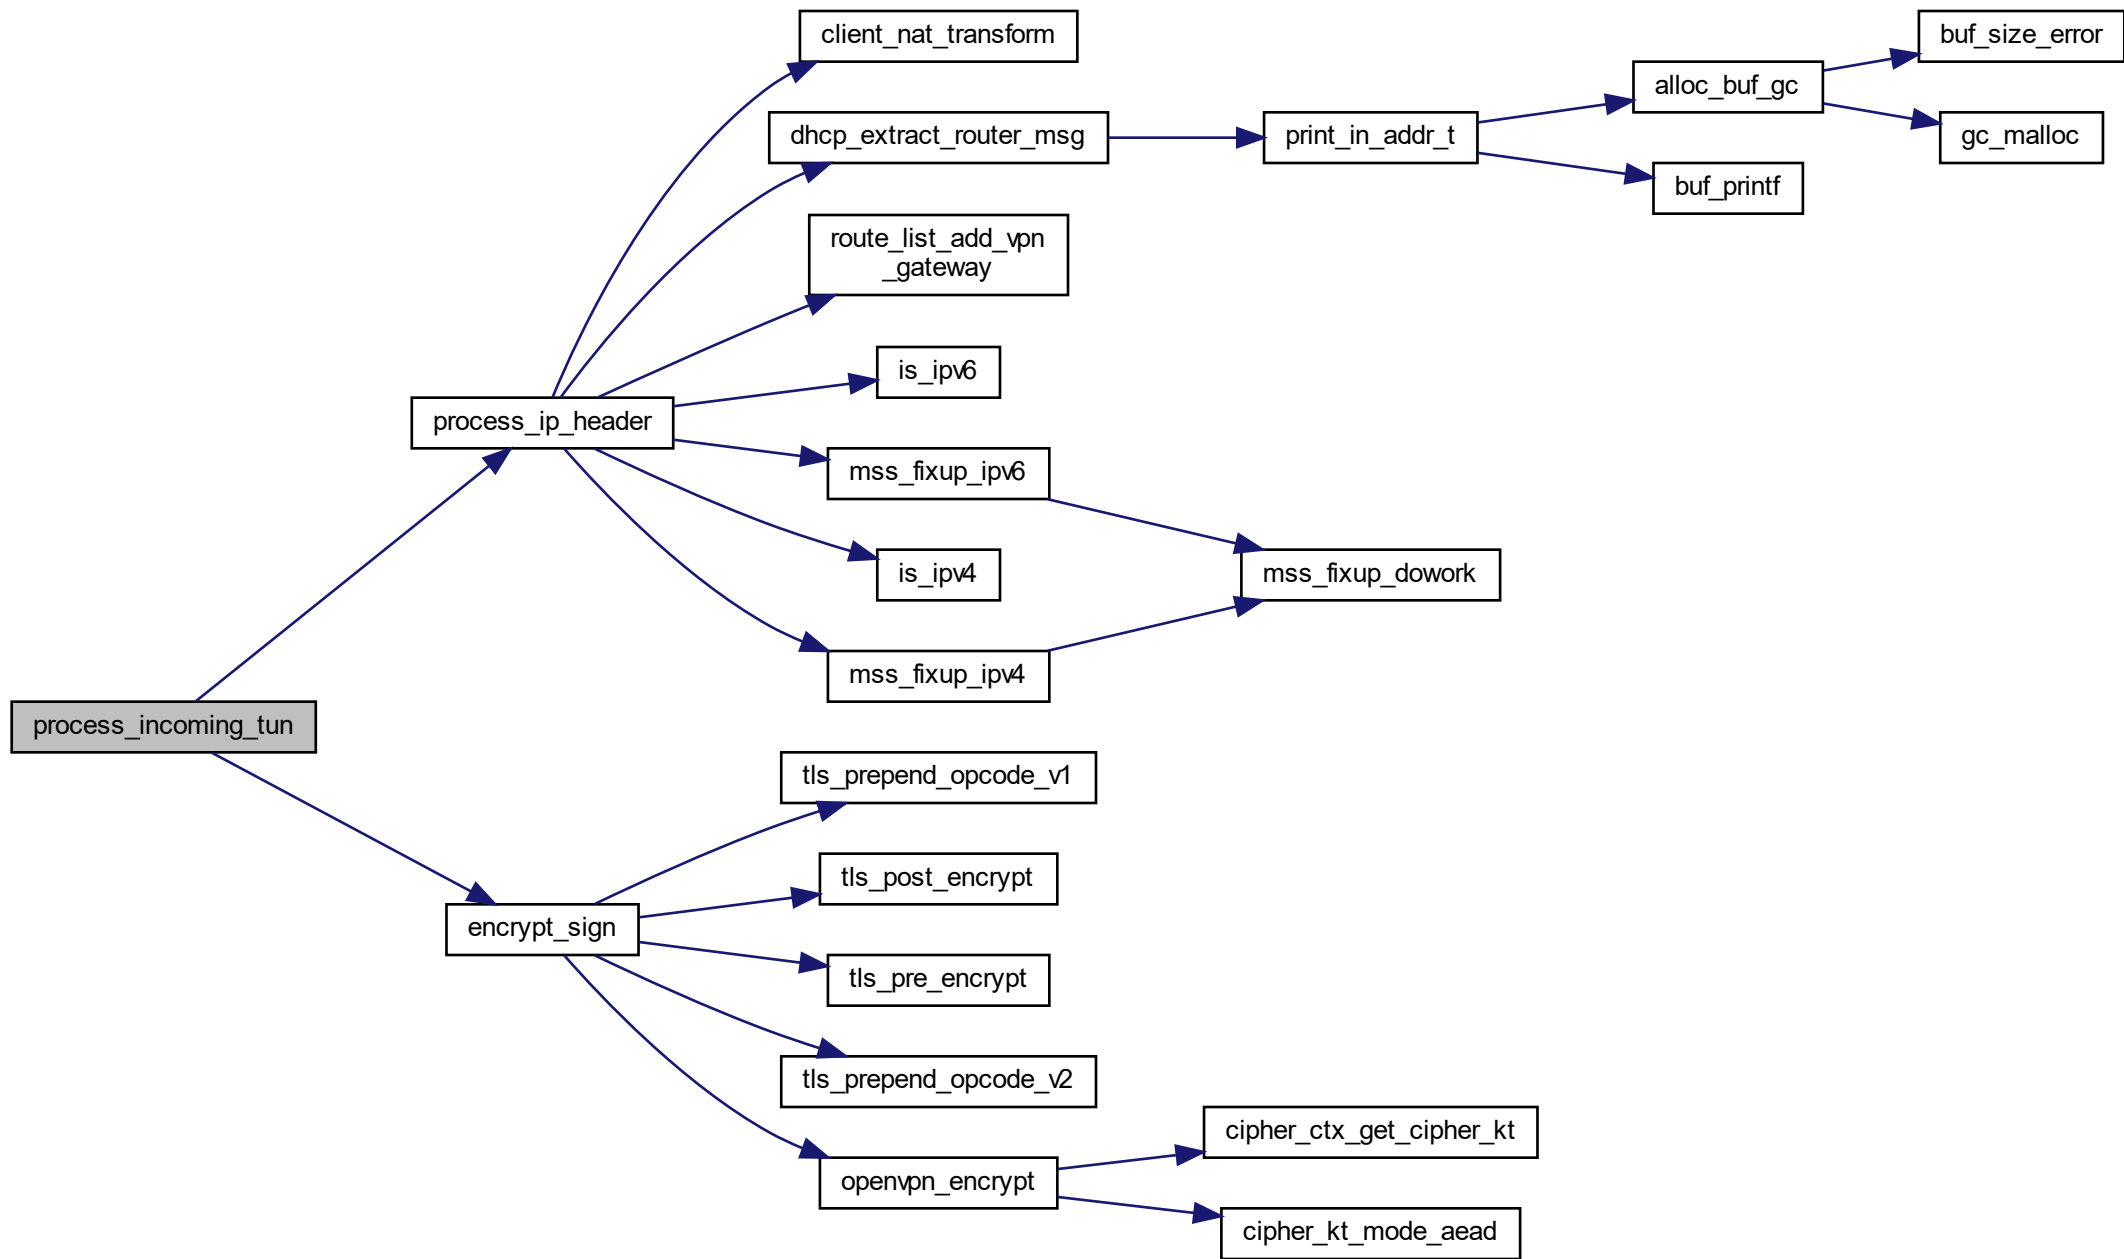 client_nat_transform
buf_size_error
alloc_buf_gc
dhcp_extract_router_msg
print_in_addr_t
gc_malloc
buf_printf
route_list_add_vpn
_gateway
is_ipv6
process_ip_header
mss_fixup_ipv6
is_ipv4
mss_fixup_dowork
mss_fixup_ipv4
process_incoming_tun
tls_prepend_opcode_v1
tls_post_encrypt
encrypt_sign
tls_pre_encrypt
tls_prepend_opcode_v2
cipher_ctx_get_cipher_kt
openvpn_encrypt
cipher_kt_mode_aead